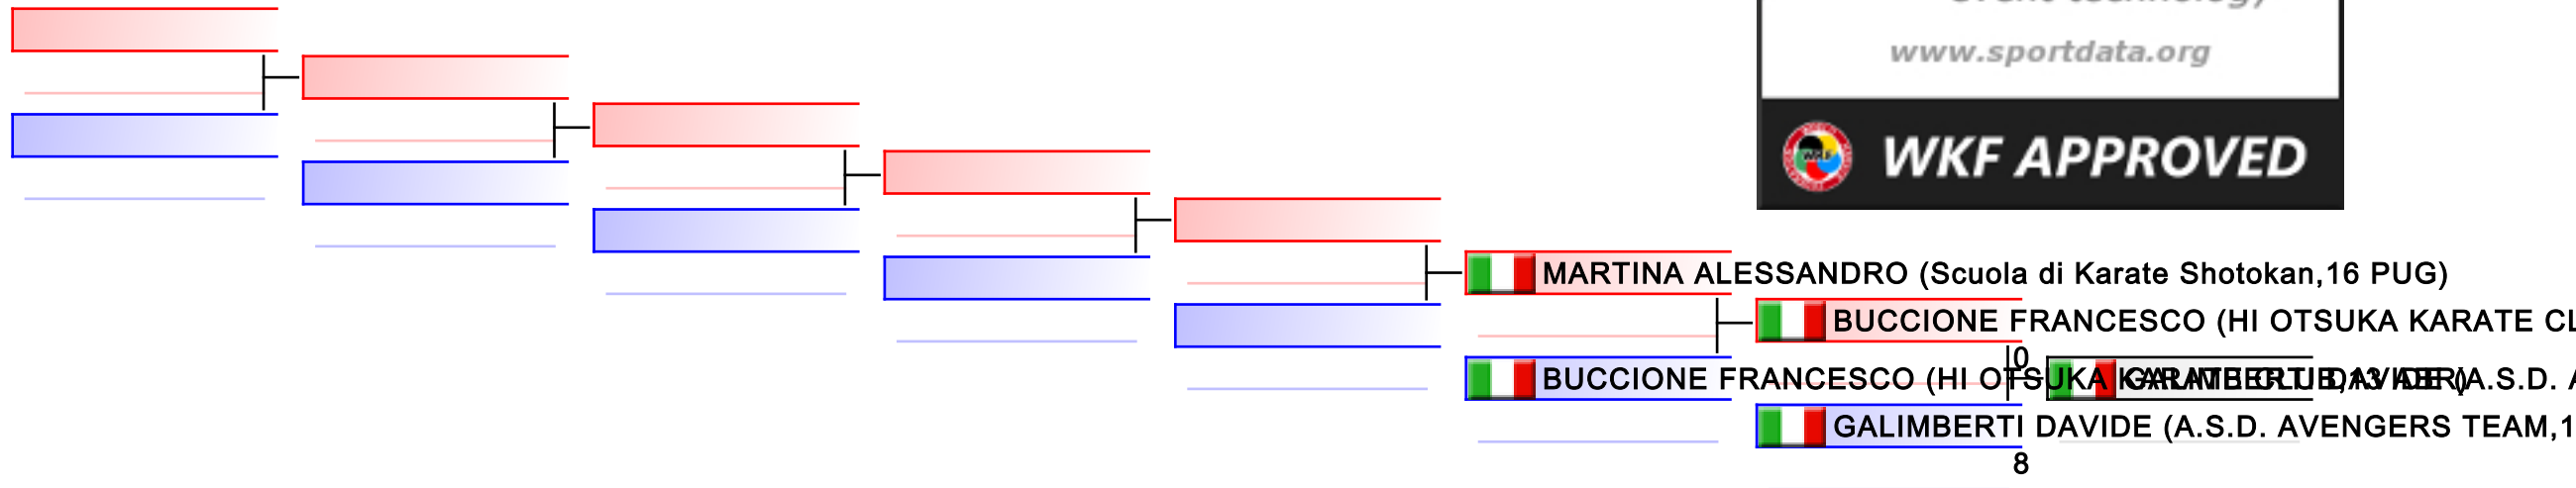 www.sportdata.org
WKF APPROVED
MARTINA ALESSANDRO (Scuola di Karate Shotokan,16 PUG)
BUCCIONE FRANCESCO (HI OTSUKA KARATE CL
0
BUCCIONE FRANCESCO (HI OTSUKA
GALIMBERTI DAVIDE (A.S.D. AVENGERS TEAM,1
8